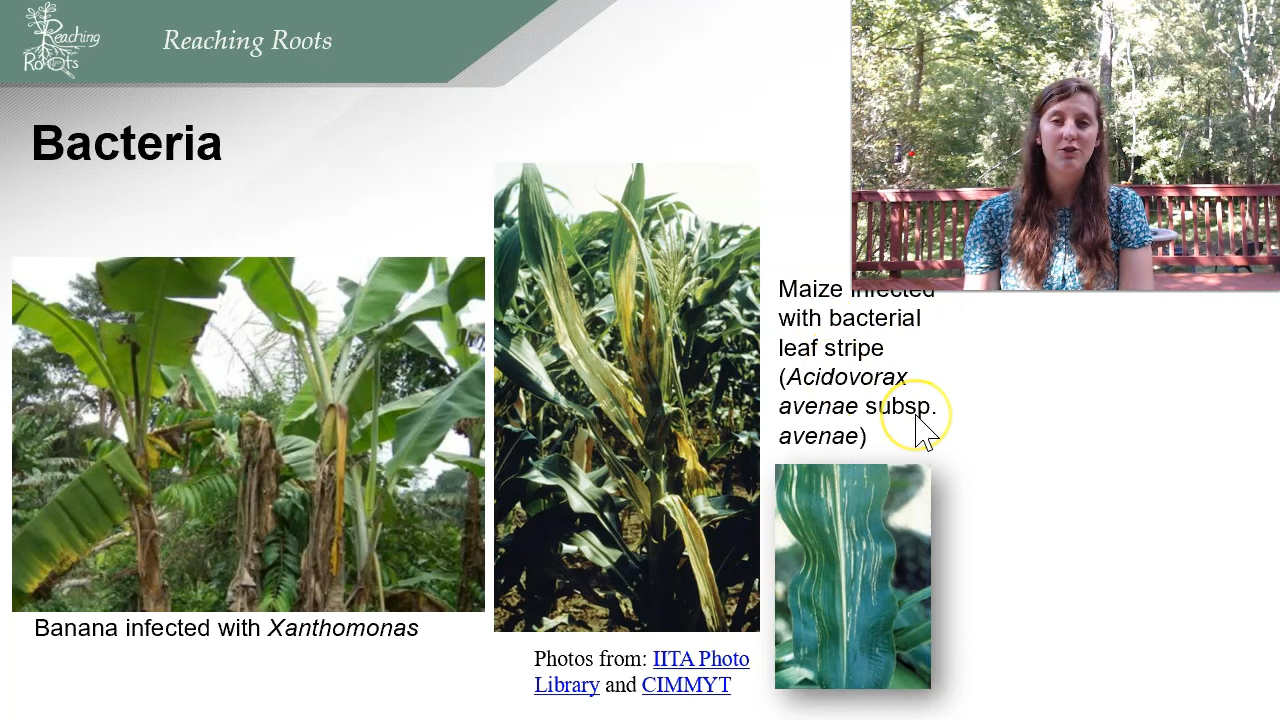 Reaching
Roots
Reaching Roots
Bacteria
Maize infected
with bacterial
leaf stripe
(Acidovorax
avenae subsp.
avenae)
Banana infected with Xanthomonas
Photos from: IITA Photo
Library and CIMMYT